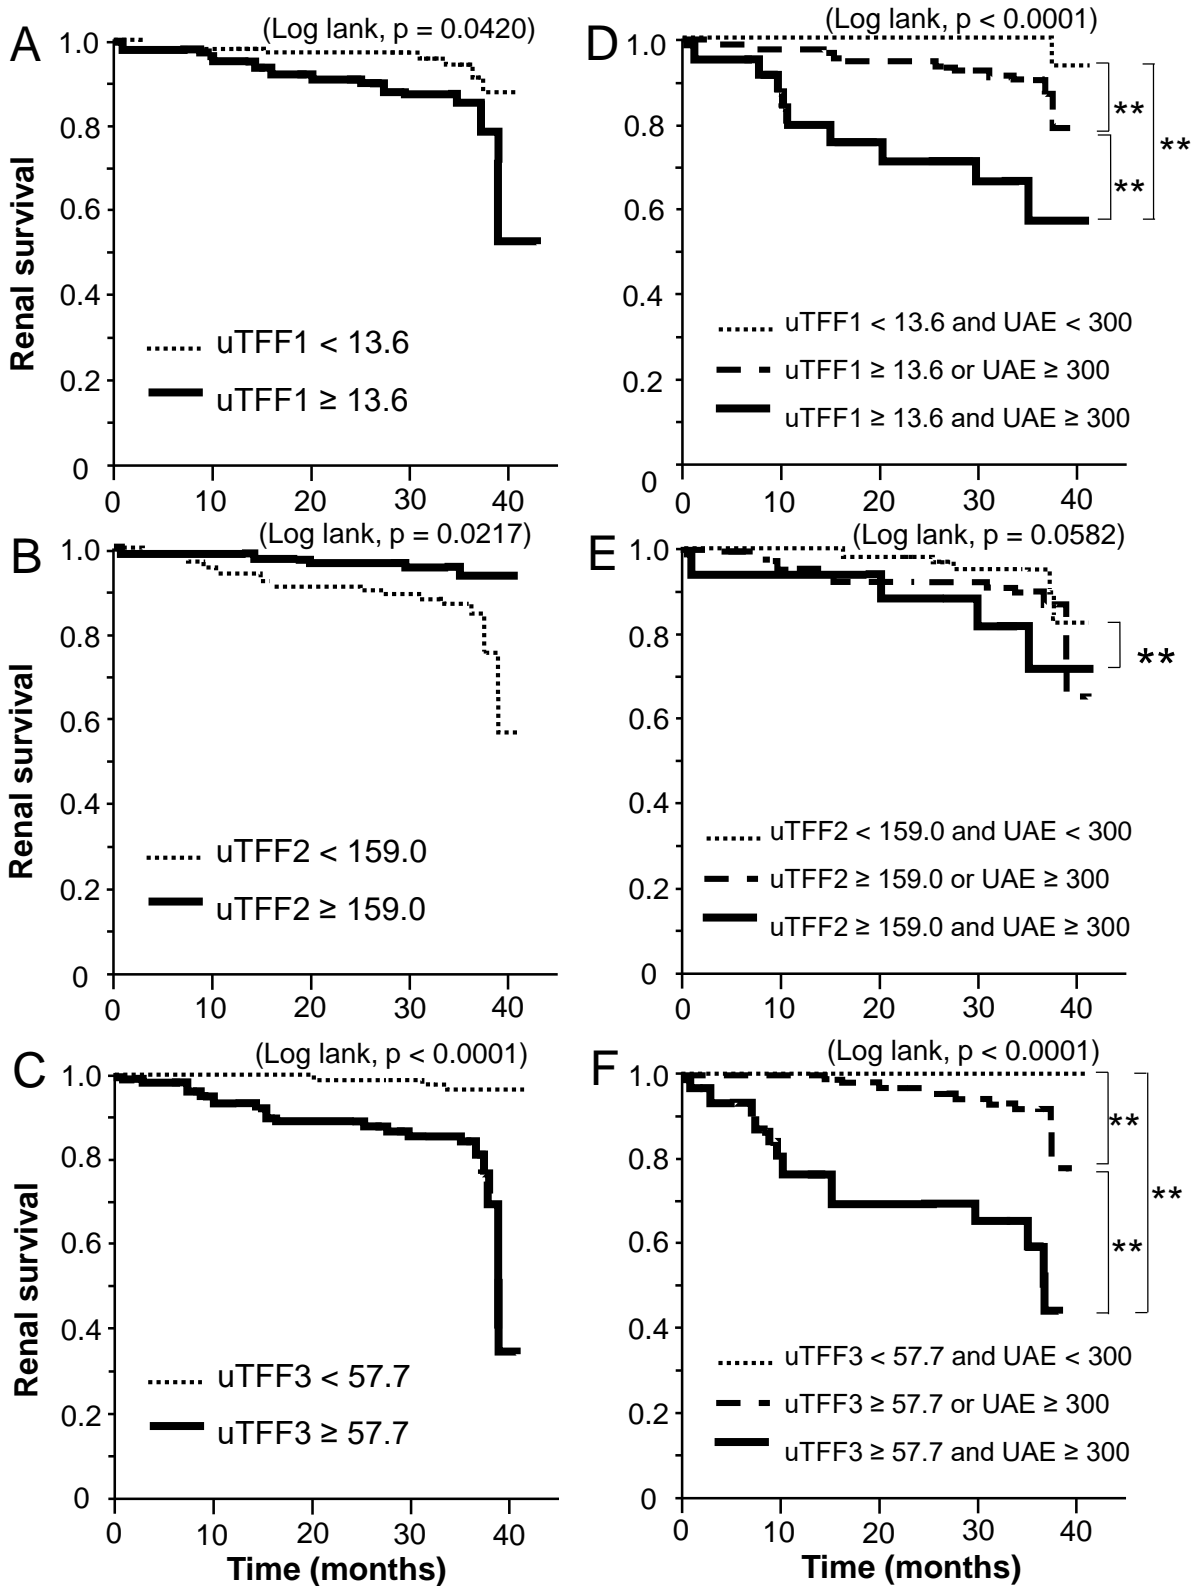 A
(Log lank, p = 0.0420)
1.0
0.8
0.6
0.4
0.2
0
Renal survival
uTFF1 < 13.6
uTFF1 ≥ 13.6
0 10 20 30 40
D
(Log lank, p < 0.0001)
1.0
0.8
0.6
0.4
0.2
0
**
**
**
uTFF1 < 13.6 and UAE < 300
uTFF1 ≥ 13.6 or UAE ≥ 300
uTFF1 ≥ 13.6 and UAE ≥ 300
0 10 20 30 40
B
(Log lank, p = 0.0217)
1.0
0.8
0.6
0.4
0.2
0
Renal survival
uTFF2 < 159.0
uTFF2 ≥ 159.0
0 10 20 30 40
E
(Log lank, p = 0.0582)
1.0
0.8
0.6
0.4
0.2
0
**
uTFF2 < 159.0 and UAE < 300
uTFF2 ≥ 159.0 or UAE ≥ 300
uTFF2 ≥ 159.0 and UAE ≥ 300
0 10 20 30 40
C
(Log lank, p < 0.0001)
1.0
0.8
0.6
0.4
0.2
0
Renal survival
uTFF3 < 57.7
uTFF3 ≥ 57.7
0 10 20 30 40
Time (months)
F
(Log lank, p < 0.0001)
1.0
0.8
0.6
0.4
0.2
0
**
**
**
uTFF3 < 57.7 and UAE < 300
uTFF3 ≥ 57.7 or UAE ≥ 300
uTFF3 ≥ 57.7 and UAE ≥ 300
0 10 20 30 40
Time (months)